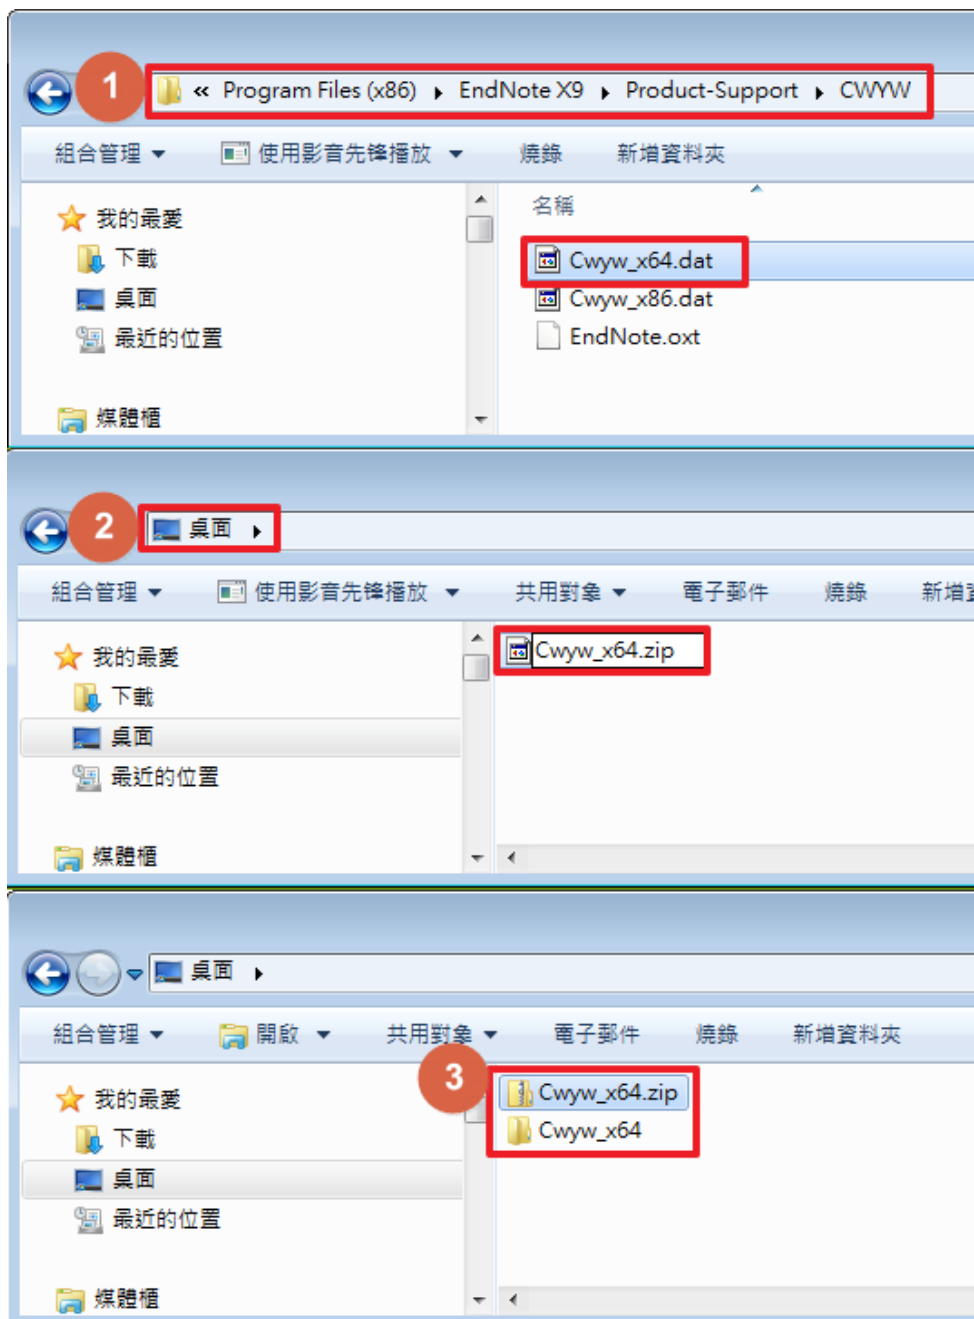 1
« Program Files (x86) ▸ EndNote X9 ▸ Product-Support ▸ CWYW
組合管理 ▼ 使用影音先锋播放 ▼ 燒錄 新增資料夾
我的最愛
下載
桌面
最近的位置
媒體櫃
名稱
Cwyw_x64.dat
Cwyw_x86.dat
EndNote.oxt
2
桌面 ▸
組合管理 ▼ 使用影音先锋播放 ▼ 共用對象 ▼ 電子郵件 燒錄 新增
我的最愛
下載
桌面
最近的位置
媒體櫃
Cwyw_x64.zip
桌面 ▸
組合管理 ▼ 開啟 ▼ 共用對象 ▼ 電子郵件 燒錄 新增資料夾
3
我的最愛
下載
桌面
最近的位置
媒體櫃
Cwyw_x64.zip
Cwyw_x64